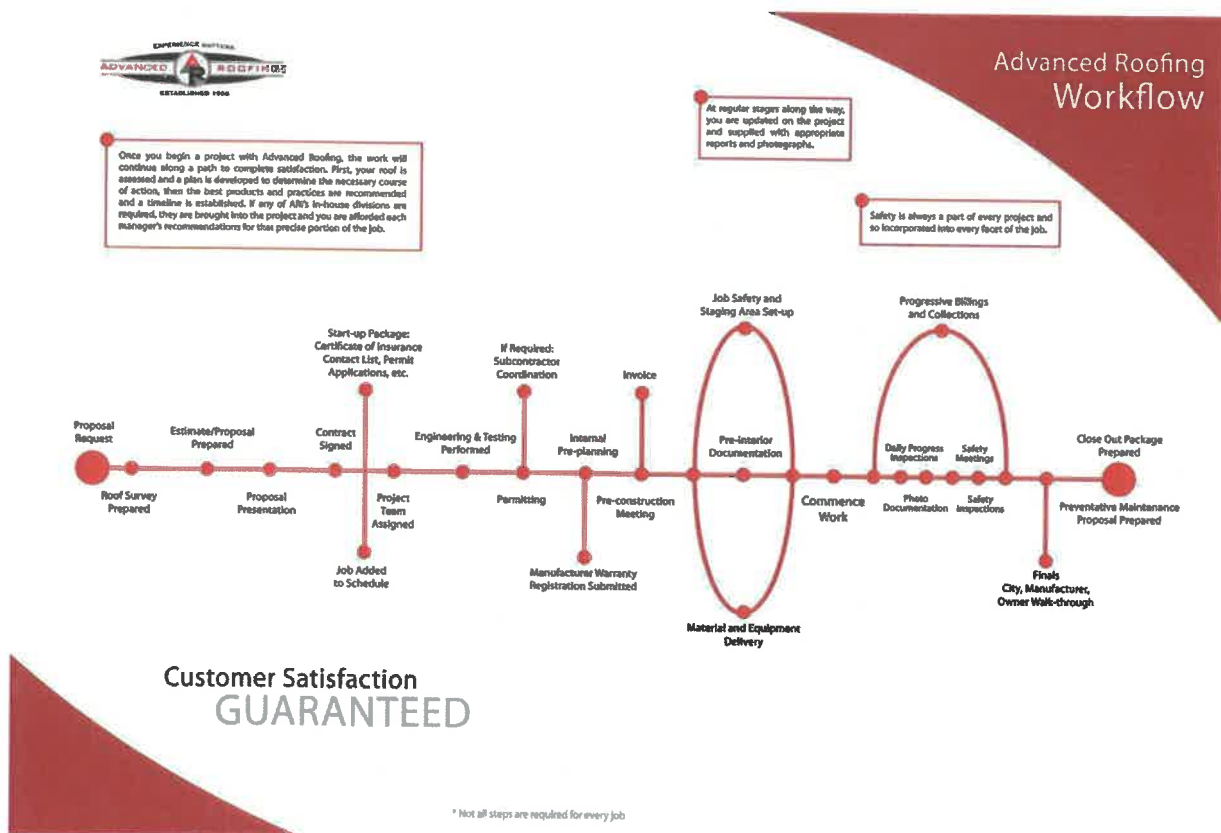 EXPERIENCE MATTERS
ADVANCED ROOFING
ESTABLISHED 1983
Advanced Roofing
Workflow
At regular stages along the way,
you are updated on the project
and supplied with appropriate
reports and photographs.
Once you begin a project with Advanced Roofing, the work will
continue along a path to complete satisfaction. First, your roof is
assessed and a plan is developed to determine the necessary course
of action, then the best products and practices are recommended
and a timeline is established. If any of ARI's in-house divisions are
required, they are brought into the project and you are afforded each
manager's recommendations for that precise portion of the job.
Safety is always a part of every project and
so incorporated into every facet of the job.
Job Safety and
Staging Area Set-up
Progressive Billings
and Collections
Start-up Package:
Certificate of Insurance
Contact List, Permit
Applications, etc.
If Required:
Subcontractor
Coordination
Invoice
Proposal
Request
Estimate/Proposal
Prepared
Contract
Signed
Engineering & Testing
Performed
Internal
Pre-planning
Pre-interior
Documentation
Daily Progress
Inspections
Safety
Meetings
Close Out Package
Prepared
Roof Survey
Prepared
Proposal
Presentation
Project
Team
Assigned
Permitting
Pre-construction
Meeting
Commence
Work
Photo
Documentation
Safety
Inspections
Preventative Maintenance
Proposal Prepared
Job Added
to Schedule
Manufacturer Warranty
Registration Submitted
Finals
City, Manufacturer,
Owner Walk-through
Material and Equipment
Delivery
Customer Satisfaction
GUARANTEED
* Not all steps are required for every job